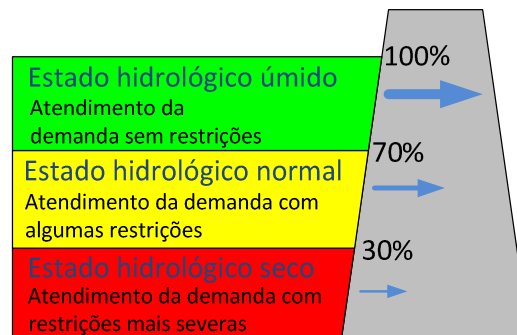 100%
Estado hidrológico úmido
Atendimento da
demanda sem restrições
70%
Estado hidrológico normal
Atendimento da demanda com
algumas restrições
30%
Estado hidrológico seco
Atendimento da demanda com
restrições mais severas